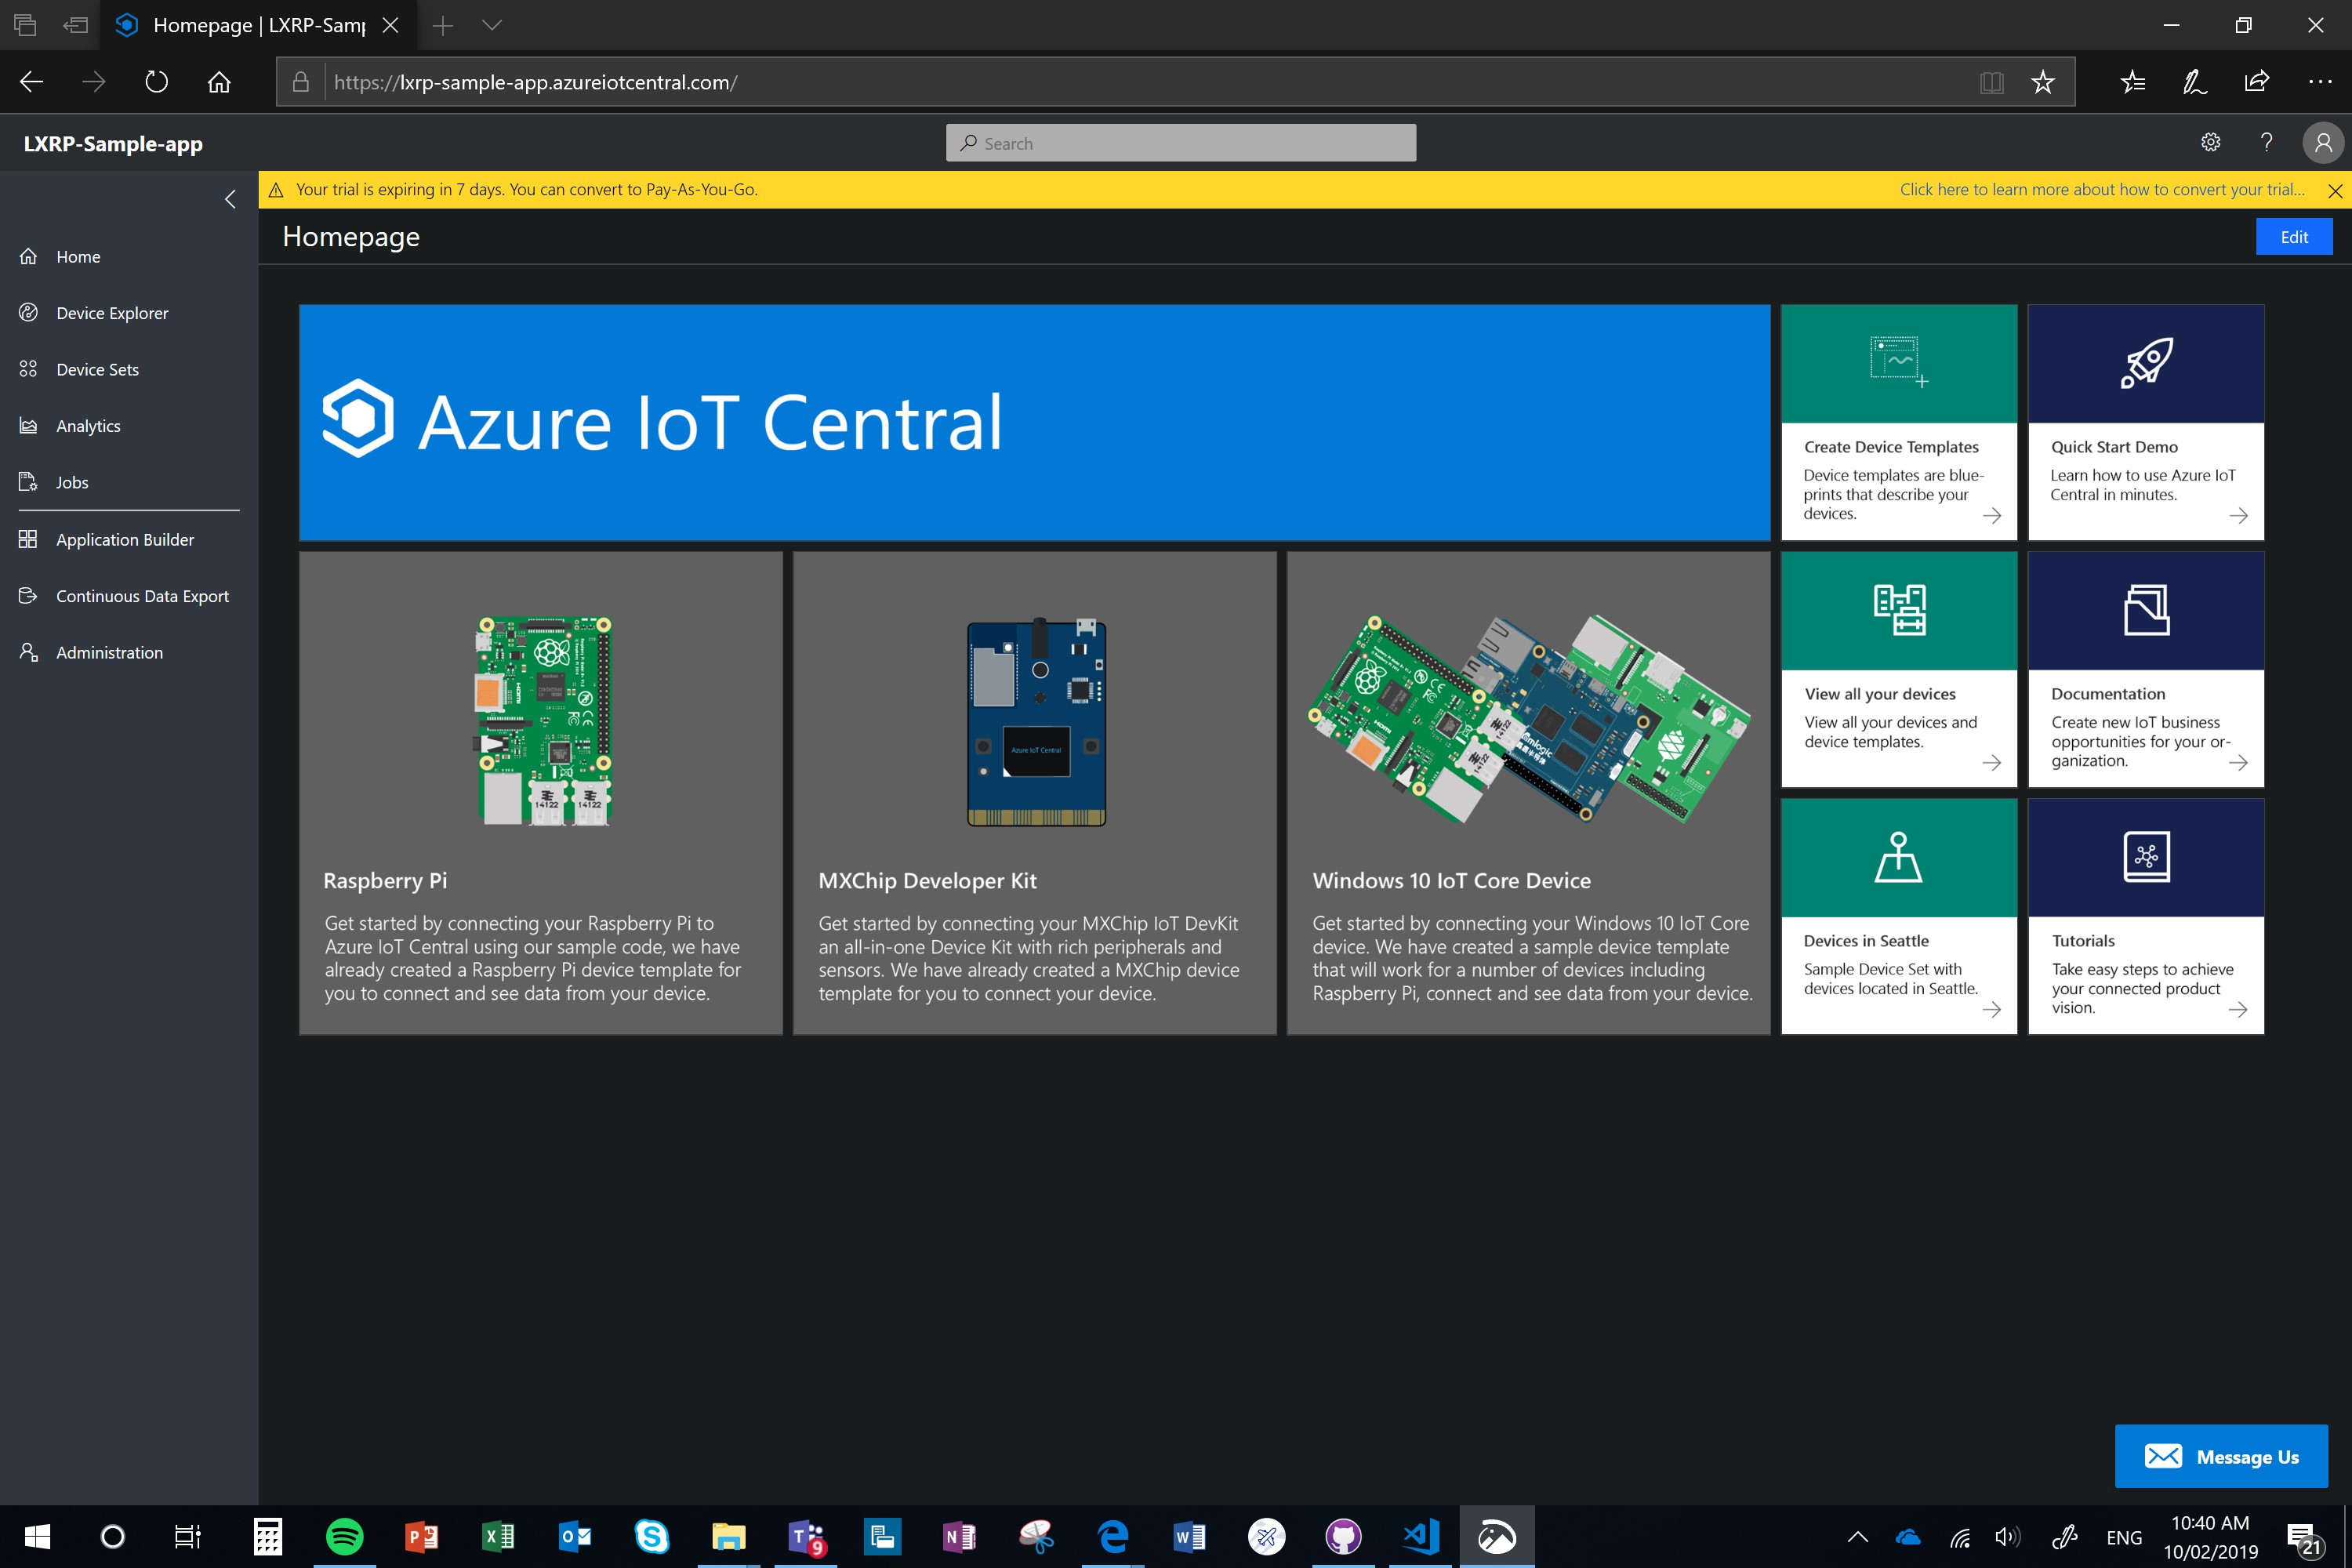 Homepage | LXRP-Samp
https://lxrp-sample-app.azureiotcentral.com/
LXRP-Sample-app
Search
?
Your trial is expiring in 7 days. You can convert to Pay-As-You-Go.
Click here to learn more about how to convert your trial...
Homepage
Edit
Home
Device Explorer
Device Sets
Analytics
Jobs
Application Builder
Continuous Data Export
Administration
Azure IoT Central
Create Device Templates
Device templates are blue-
prints that describe your
devices.
Quick Start Demo
Learn how to use Azure IoT
Central in minutes.
Azure IoT Central
14122
14122
Raspberry Pi
Get started by connecting your Raspberry Pi to
Azure IoT Central using our sample code, we have
already created a Raspberry Pi device template for
you to connect and see data from your device.
MXChip Developer Kit
Get started by connecting your MXChip IoT DevKit
an all-in-one Device Kit with rich peripherals and
sensors. We have already created a MXChip device
template for you to connect your device.
14122
14122
Windows 10 IoT Core Device
Get started by connecting your Windows 10 IoT Core
device. We have created a sample device template
that will work for a number of devices including
Raspberry Pi, connect and see data from your device.
View all your devices
View all your devices and
device templates.
Documentation
Create new IoT business
opportunities for your or-
ganization.
Devices in Seattle
Sample Device Set with
devices located in Seattle.
Tutorials
Take easy steps to achieve
your connected product
vision.
Message Us
9
ENG
10:40 AM
10/02/2019
21